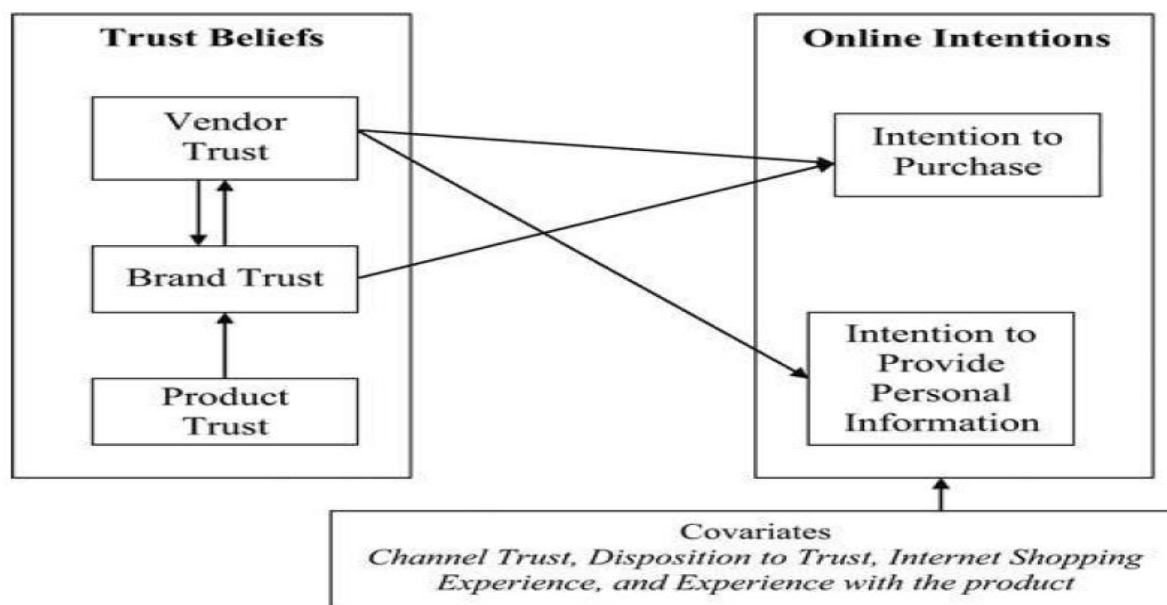 Trust Beliefs
Vendor
Trust
Brand Trust
Product
Trust
Online Intentions
Intention to
Purchase
Intention to
Provide
Personal
Information
Covariates
Channel Trust, Disposition to Trust, Internet Shopping
Experience, and Experience with the product